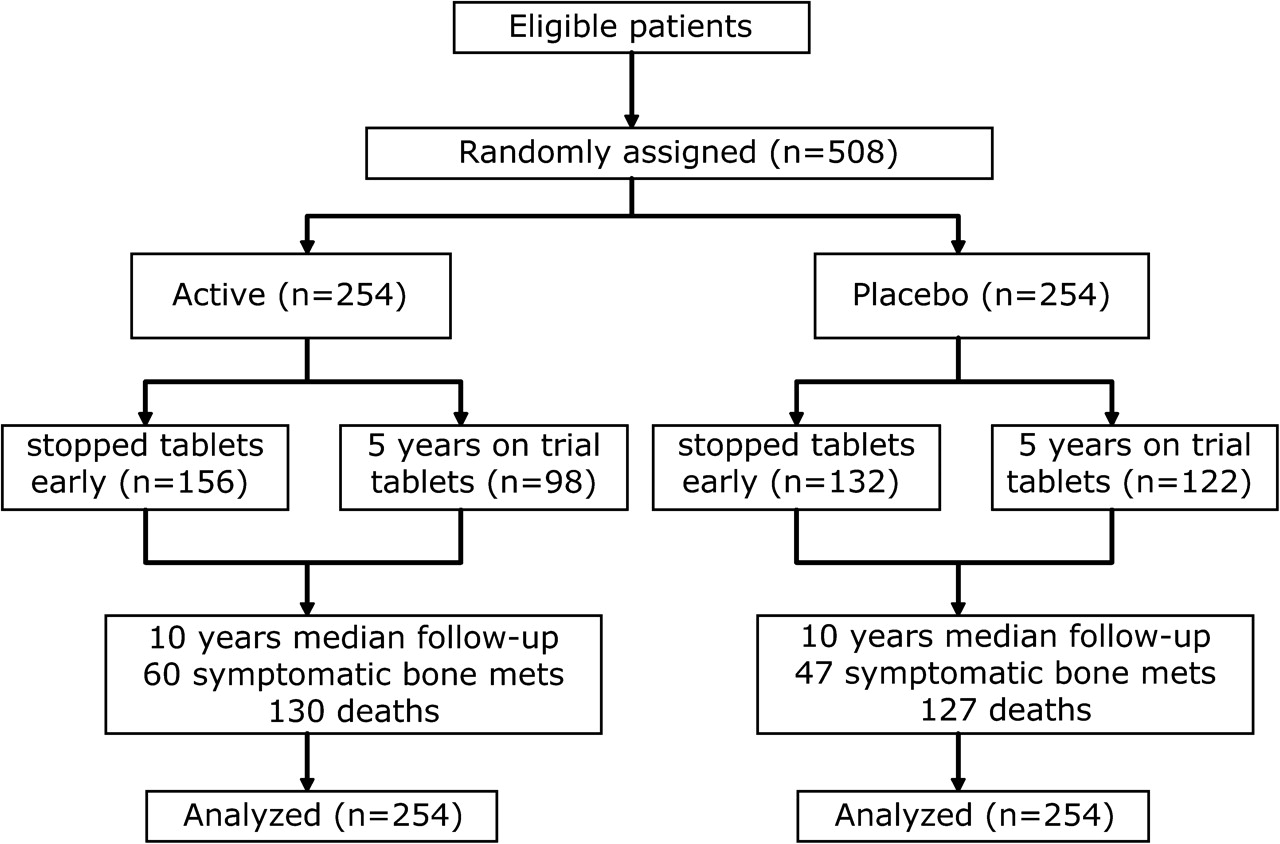 Eligible patients
Randomly assigned (n=508)
Active (n=254)
Placebo (n=254)
stopped tablets
early (n=156)
5 years on trial
tablets (n=98)
stopped tablets
early (n=132)
5 years on trial
tablets (n=122)
10 years median follow-up
60 symptomatic bone mets
130 deaths
10 years median follow-up
47 symptomatic bone mets
127 deaths
Analyzed (n=254)
Analyzed (n=254)